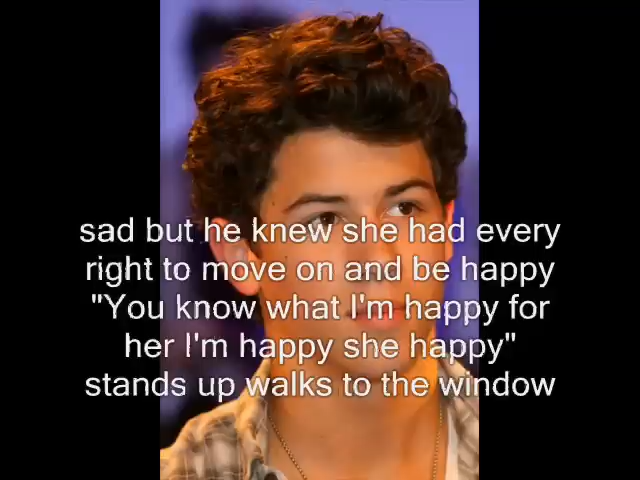 sad but he knew she had every
right to move on and be happy
"You know what I'm happy for
her I'm happy she happy"
stands up walks to the window